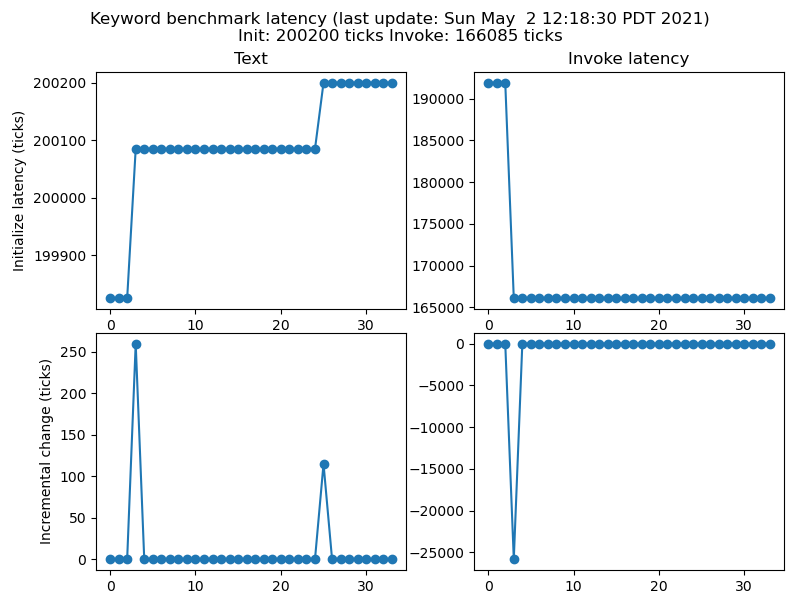 Keyword benchmark latency (last update: Sun May  2 12:18:30 PDT 2021)
Init: 200200 ticks Invoke: 166085 ticks
Text
Invoke latency
Initialize latency (ticks)
200200
200100
200000
199900
0 10 20 30
190000
185000
180000
175000
170000
165000
0 10 20 30
Incremental change (ticks)
250
200
150
100
50
0
0 10 20 30
0
−5000
−10000
−15000
−20000
−25000
0 10 20 30